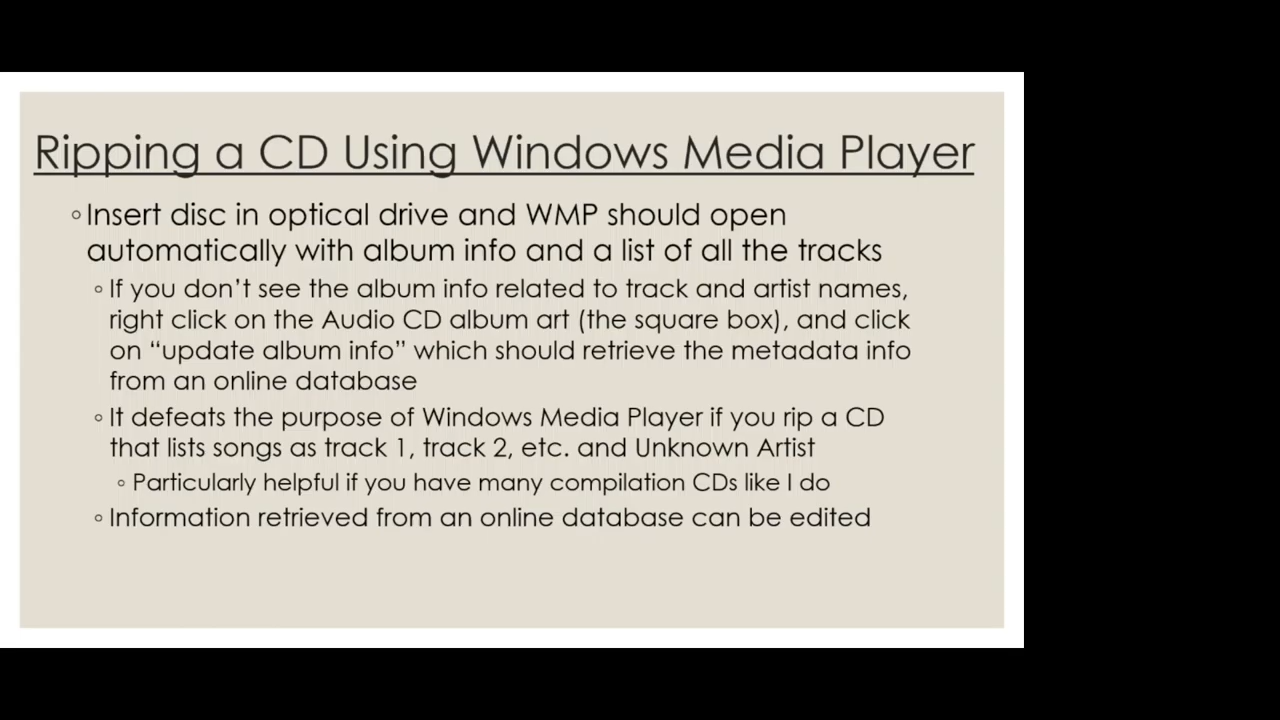 Ripping a CD Using Windows Media Player
◦ Insert disc in optical drive and WMP should open
automatically with album info and a list of all the tracks
◦ If you don’t see the album info related to track and artist names,
right click on the Audio CD album art (the square box), and click
on “update album info” which should retrieve the metadata info
from an online database
◦ It defeats the purpose of Windows Media Player if you rip a CD
that lists songs as track 1, track 2, etc. and Unknown Artist
◦ Particularly helpful if you have many compilation CDs like I do
◦ Information retrieved from an online database can be edited